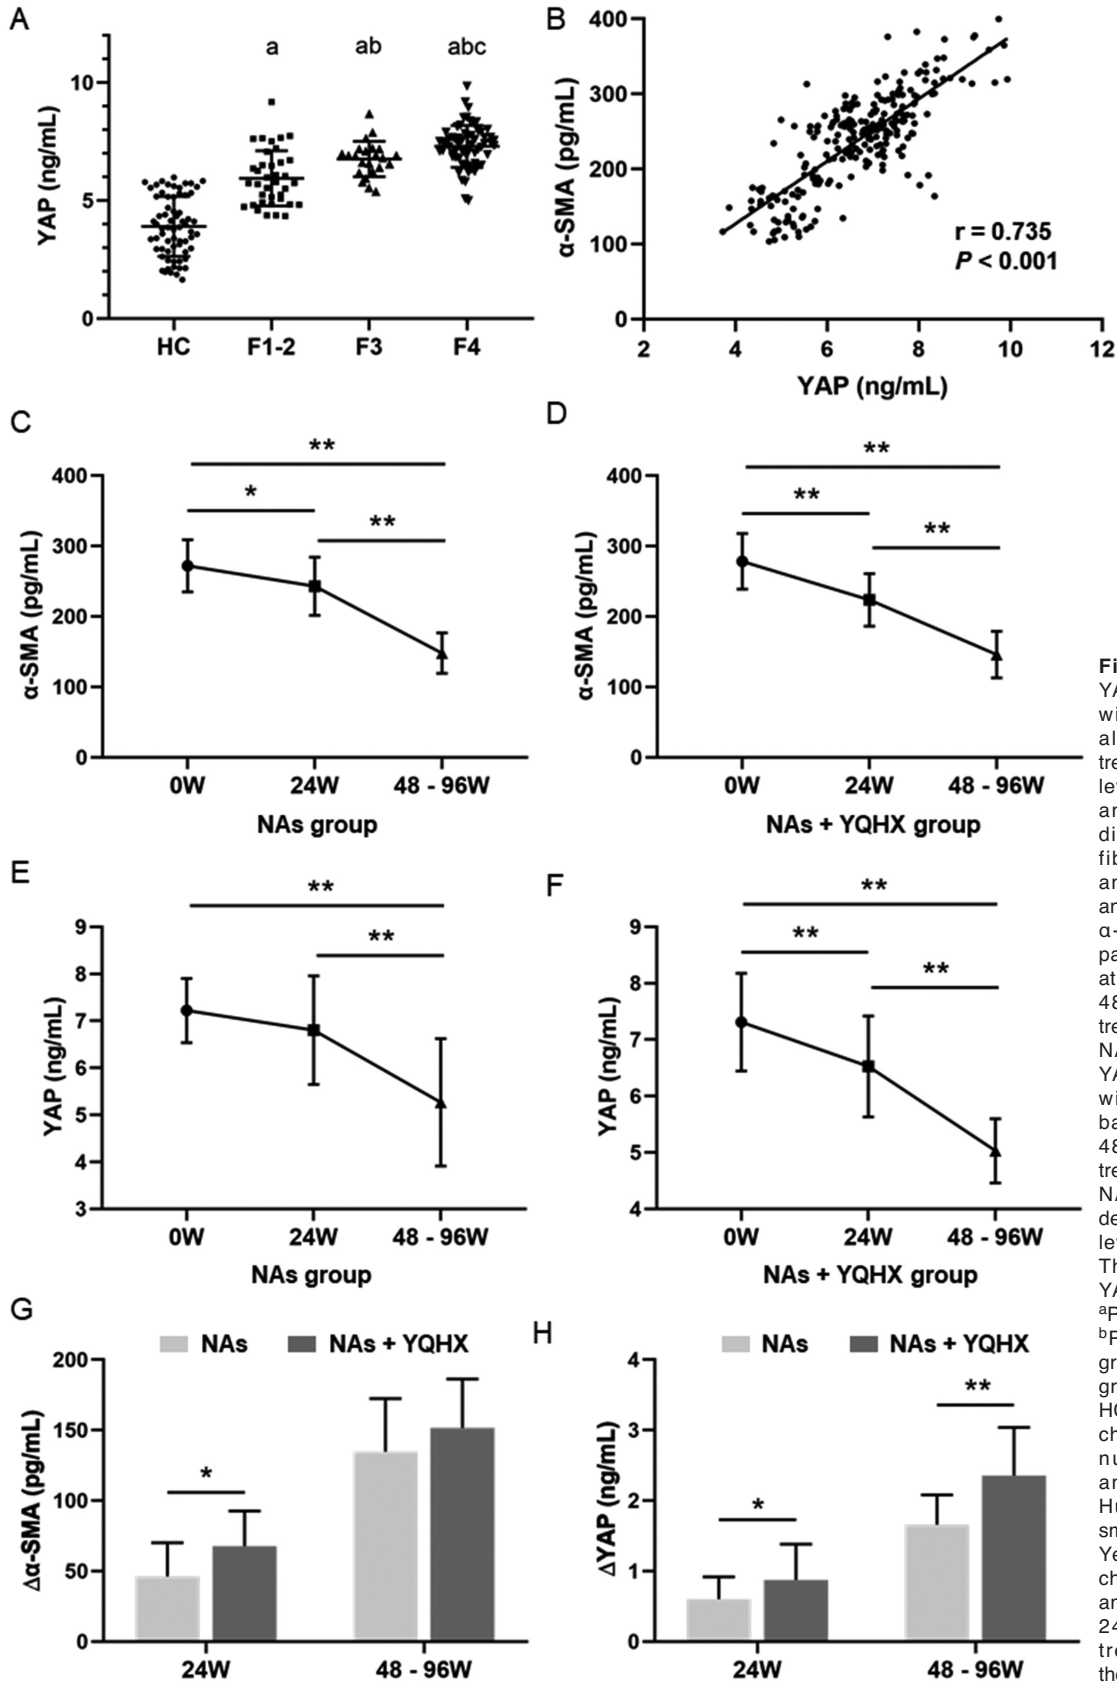 A
a
ab
abc
10
5
0
YAP (ng/mL)
HC F1-2 F3 F4
B
400
300
200
100
0
α-SMA (pg/mL)
r = 0.735
P < 0.001
2 4 6 8 10 12
YAP (ng/mL)
C
**
*
**
400
300
200
100
0
α-SMA (pg/mL)
0W 24W 48 - 96W
NAs group
D
**
**
**
400
300
200
100
0
α-SMA (pg/mL)
0W 24W 48 - 96W
NAs + YQHX group
E
**
**
9
8
7
6
5
4
3
YAP (ng/mL)
0W 24W 48 - 96W
NAs group
F
**
**
**
9
8
7
6
5
4
YAP (ng/mL)
0W 24W 48 - 96W
NAs + YQHX group
G
NAs NAs + YQHX
200
150
100
50
0
Δα-SMA (pg/mL)
*
24W 48 - 96W
H
NAs NAs + YQHX
4
3
2
1
0
ΔYAP (ng/mL)
*
**
24W 48 - 96W